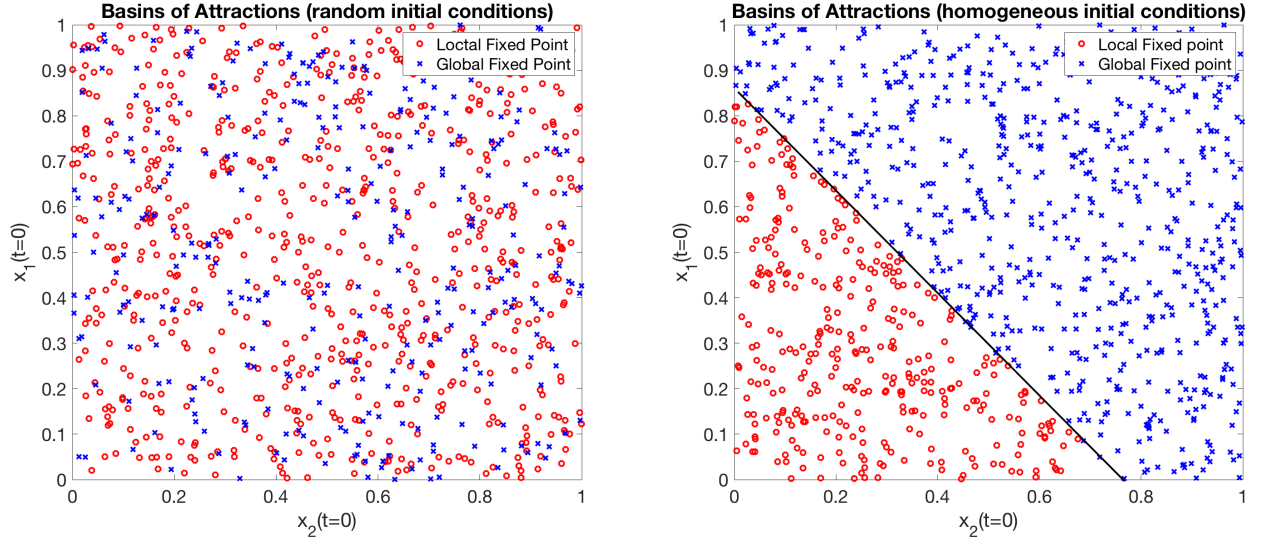 Basins of Attractions (random initial conditions)
Loctal Fixed Point
Global Fixed Point
1
0.9
0.8
0.7
0.6
0.5
0.4
0.3
0.2
0.1
0
x1(t=0)
0 0.2 0.4 0.6 0.8 1
x2(t=0)
Basins of Attractions (homogeneous initial conditions)
Local Fixed point
Global Fixed point
1
0.9
0.8
0.7
0.6
0.5
0.4
0.3
0.2
0.1
0
x1(t=0)
0 0.2 0.4 0.6 0.8 1
x2(t=0)